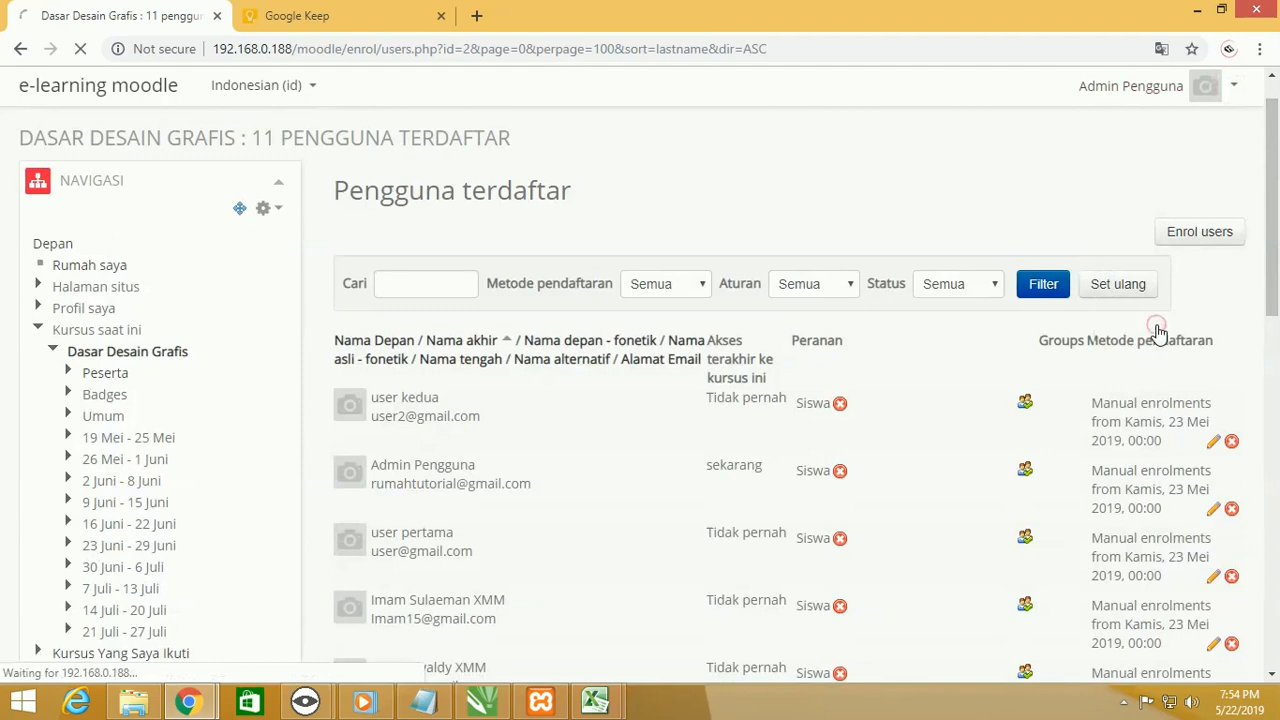 Dasar Desain Grafis : 11 penggun
Google Keep
Not secure
192.168.0.188/moodle/enrol/users.php?id=2&page=0&perpage=100&sort=lastname&dir=ASC
e-learning moodle
Indonesian (id)
Admin Pengguna
DASAR DESAIN GRAFIS : 11 PENGGUNA TERDAFTAR
NAVIGASI
Depan
Rumah saya
Halaman situs
Profil saya
Kursus saat ini
Dasar Desain Grafis
Peserta
Badges
Umum
19 Mei - 25 Mei
26 Mei - 1 Juni
2 Juni - 8 Juni
9 Juni - 15 Juni
16 Juni - 22 Juni
23 Juni - 29 Juni
30 Juni - 6 Juli
7 Juli - 13 Juli
14 Juli - 20 Juli
21 Juli - 27 Juli
Kursus Yang Saya Ikuti
Pengguna terdaftar
Enrol users
Cari Metode pendaftaran Semua Aturan Semua Status Semua Filter Set ulang
Nama Depan / Nama akhir / Nama depan - fonetik / Nama
asli - fonetik / Nama tengah / Nama alternatif / Alamat Email
Akses
terakhir ke
kursus ini
Peranan
Groups
Metode pendaftaran
user kedua
user2@gmail.com
Tidak pernah
Siswa
Manual enrolments
from Kamis, 23 Mei
2019, 00:00
Admin Pengguna
rumahtutorial@gmail.com
sekarang
Siswa
Manual enrolments
from Kamis, 23 Mei
2019, 00:00
user pertama
user@gmail.com
Tidak pernah
Siswa
Manual enrolments
from Kamis, 23 Mei
2019, 00:00
Imam Sulaeman XMM
Imam15@gmail.com
Tidak pernah
Siswa
Manual enrolments
from Kamis, 23 Mei
2019, 00:00
XMM
Tidak pernah
Siswa
Manual enrolments
Waiting for 192.168.0.188...
7:54 PM
5/22/2019